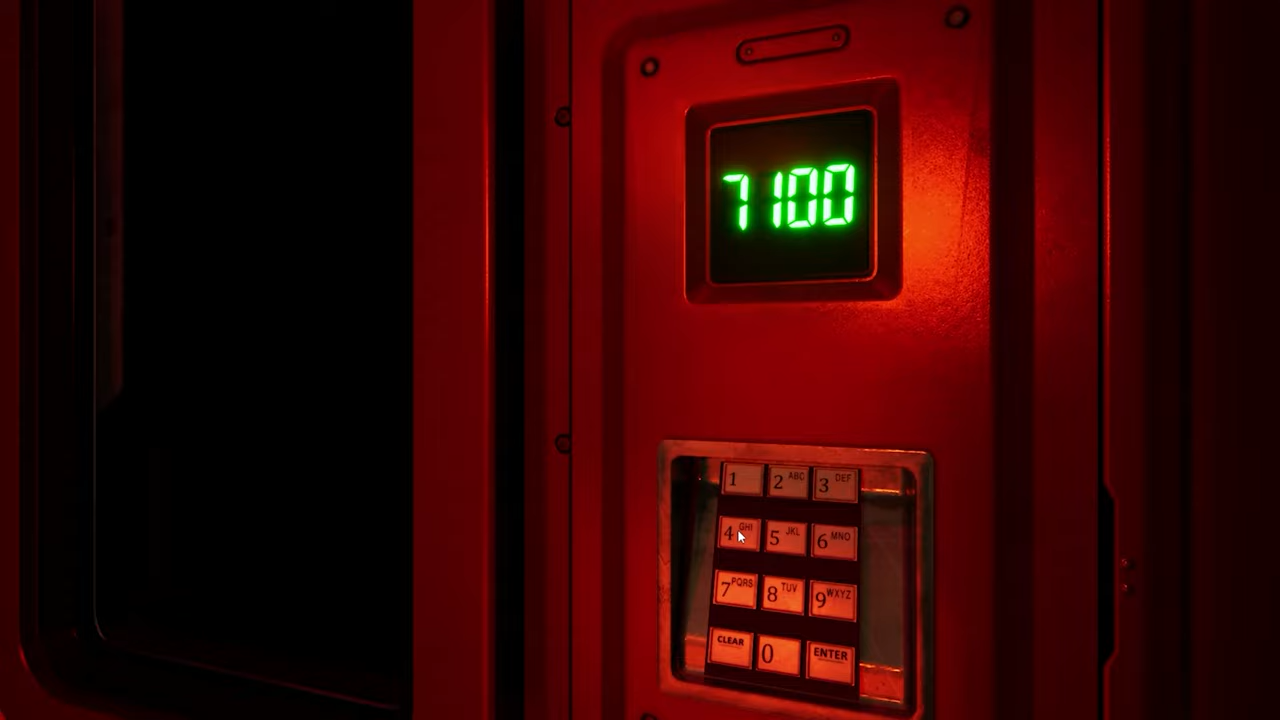 7100
1 2 ABC 3 DEF
4 GHI 5 JKL 6 MNO
7 PQRS 8 TUV 9 WXYZ
CLEAR 0 ENTER